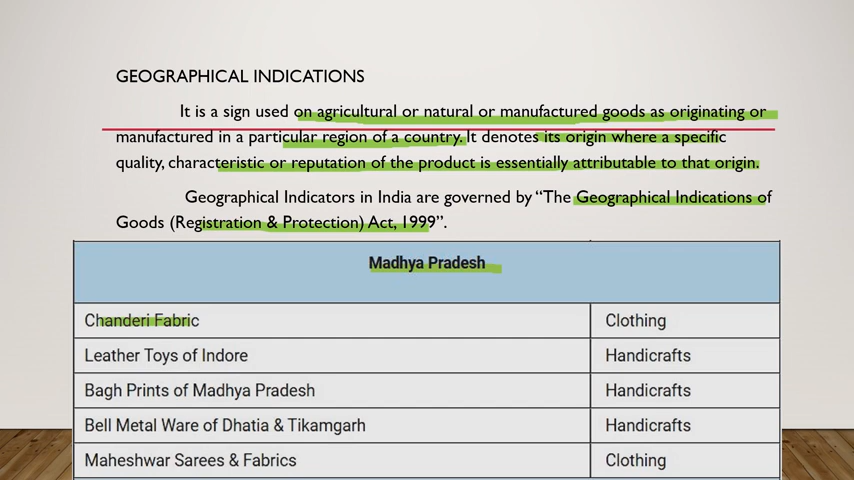 GEOGRAPHICAL INDICATIONS
It is a sign used on agricultural or natural or manufactured goods as originating or
manufactured in a particular region of a country. It denotes its origin where a specific
quality, characteristic or reputation of the product is essentially attributable to that origin.
Geographical Indicators in India are governed by “The Geographical Indications of
Goods (Registration & Protection) Act, 1999”.
Madhya Pradesh
Chanderi Fabric Clothing
Leather Toys of Indore Handicrafts
Bagh Prints of Madhya Pradesh Handicrafts
Bell Metal Ware of Dhatia & Tikamgarh Handicrafts
Maheshwar Sarees & Fabrics Clothing